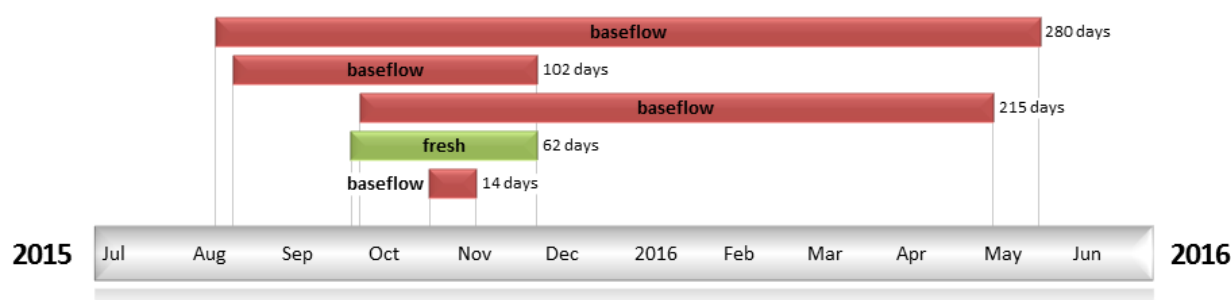 baseflow 280 days
baseflow 102 days
baseflow 215 days
fresh 62 days
baseflow 14 days
2015 Jul Aug Sep Oct Nov Dec 2016 Feb Mar Apr May Jun 2016